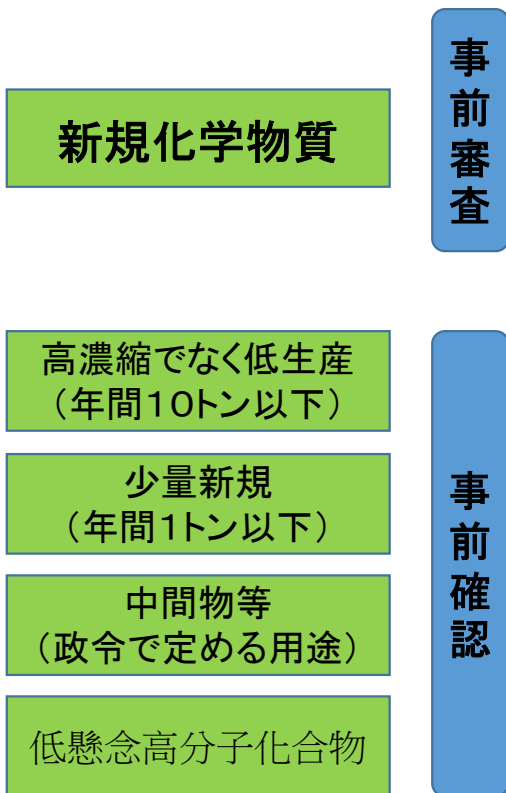 新規化学物質
事前審査
高濃縮でなく低生産
（年間１０トン以下）
少量新規
（年間１トン以下）
中間物等
（政令で定める用途）
低懸念高分子化合物
事前確認